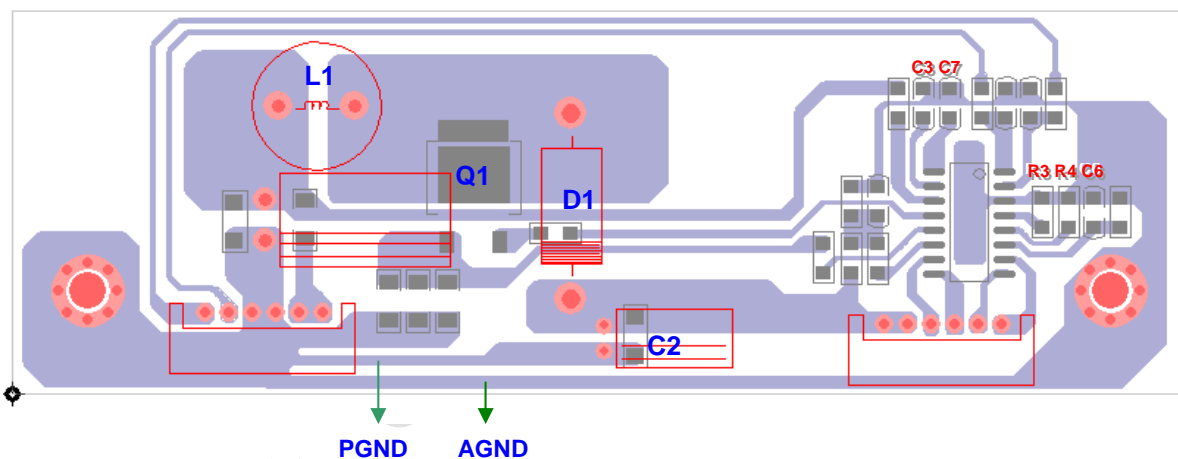 L1
C3 C7
Q1
R3 R4 C6
D1
C2
PGND AGND